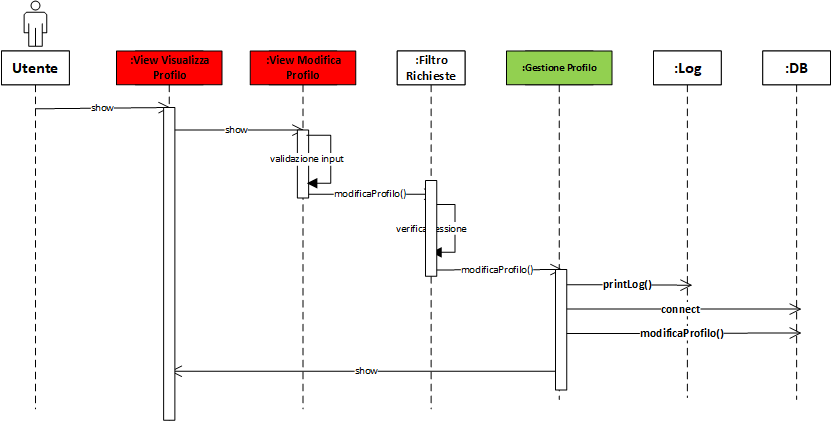 Utente
:View Visualizza
Profilo
:View Modifica
Profilo
:Filtro
Richieste
:Gestione Profilo
:Log
:DB
show
show
validazione input
modificaProfilo()
verifica essione
modificaProfilo()
printLog()
connect
modificaProfilo()
show